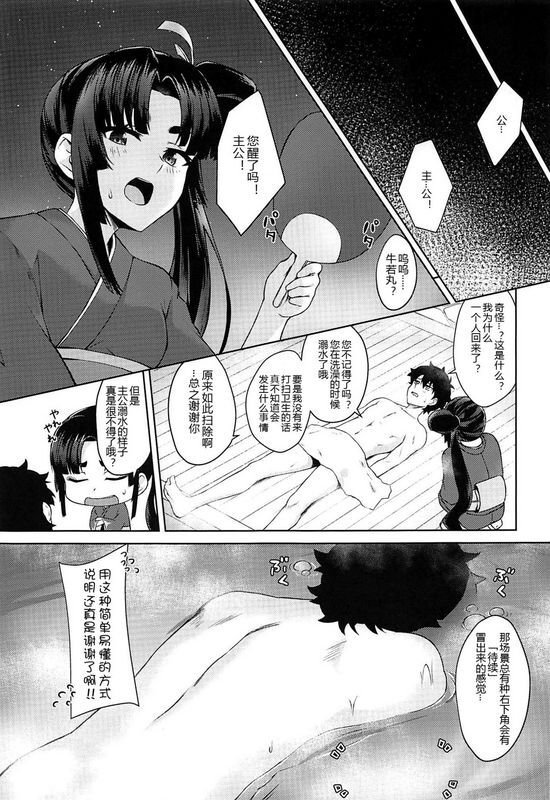 公…
主…公!
您醒了吗!
主公!
パタ
パタ
呜呜……
牛若丸?
奇怪…?这是什么?
我为什么
一个人回来了?
您不记得了吗?
您在洗澡的时候
溺水了哦
要是我没有来
打扫卫生的话
真不知道会
发生什么事情
原来如此扫除啊
…总之谢谢你
但是
主公溺水的样子
真是很不得了哦?
わた
わた
ぶく
ぶく
那场景总有种右下角会有
「待续」
冒出来的感觉…
用这种简单易懂的方式
说明还真是谢谢了啊!!